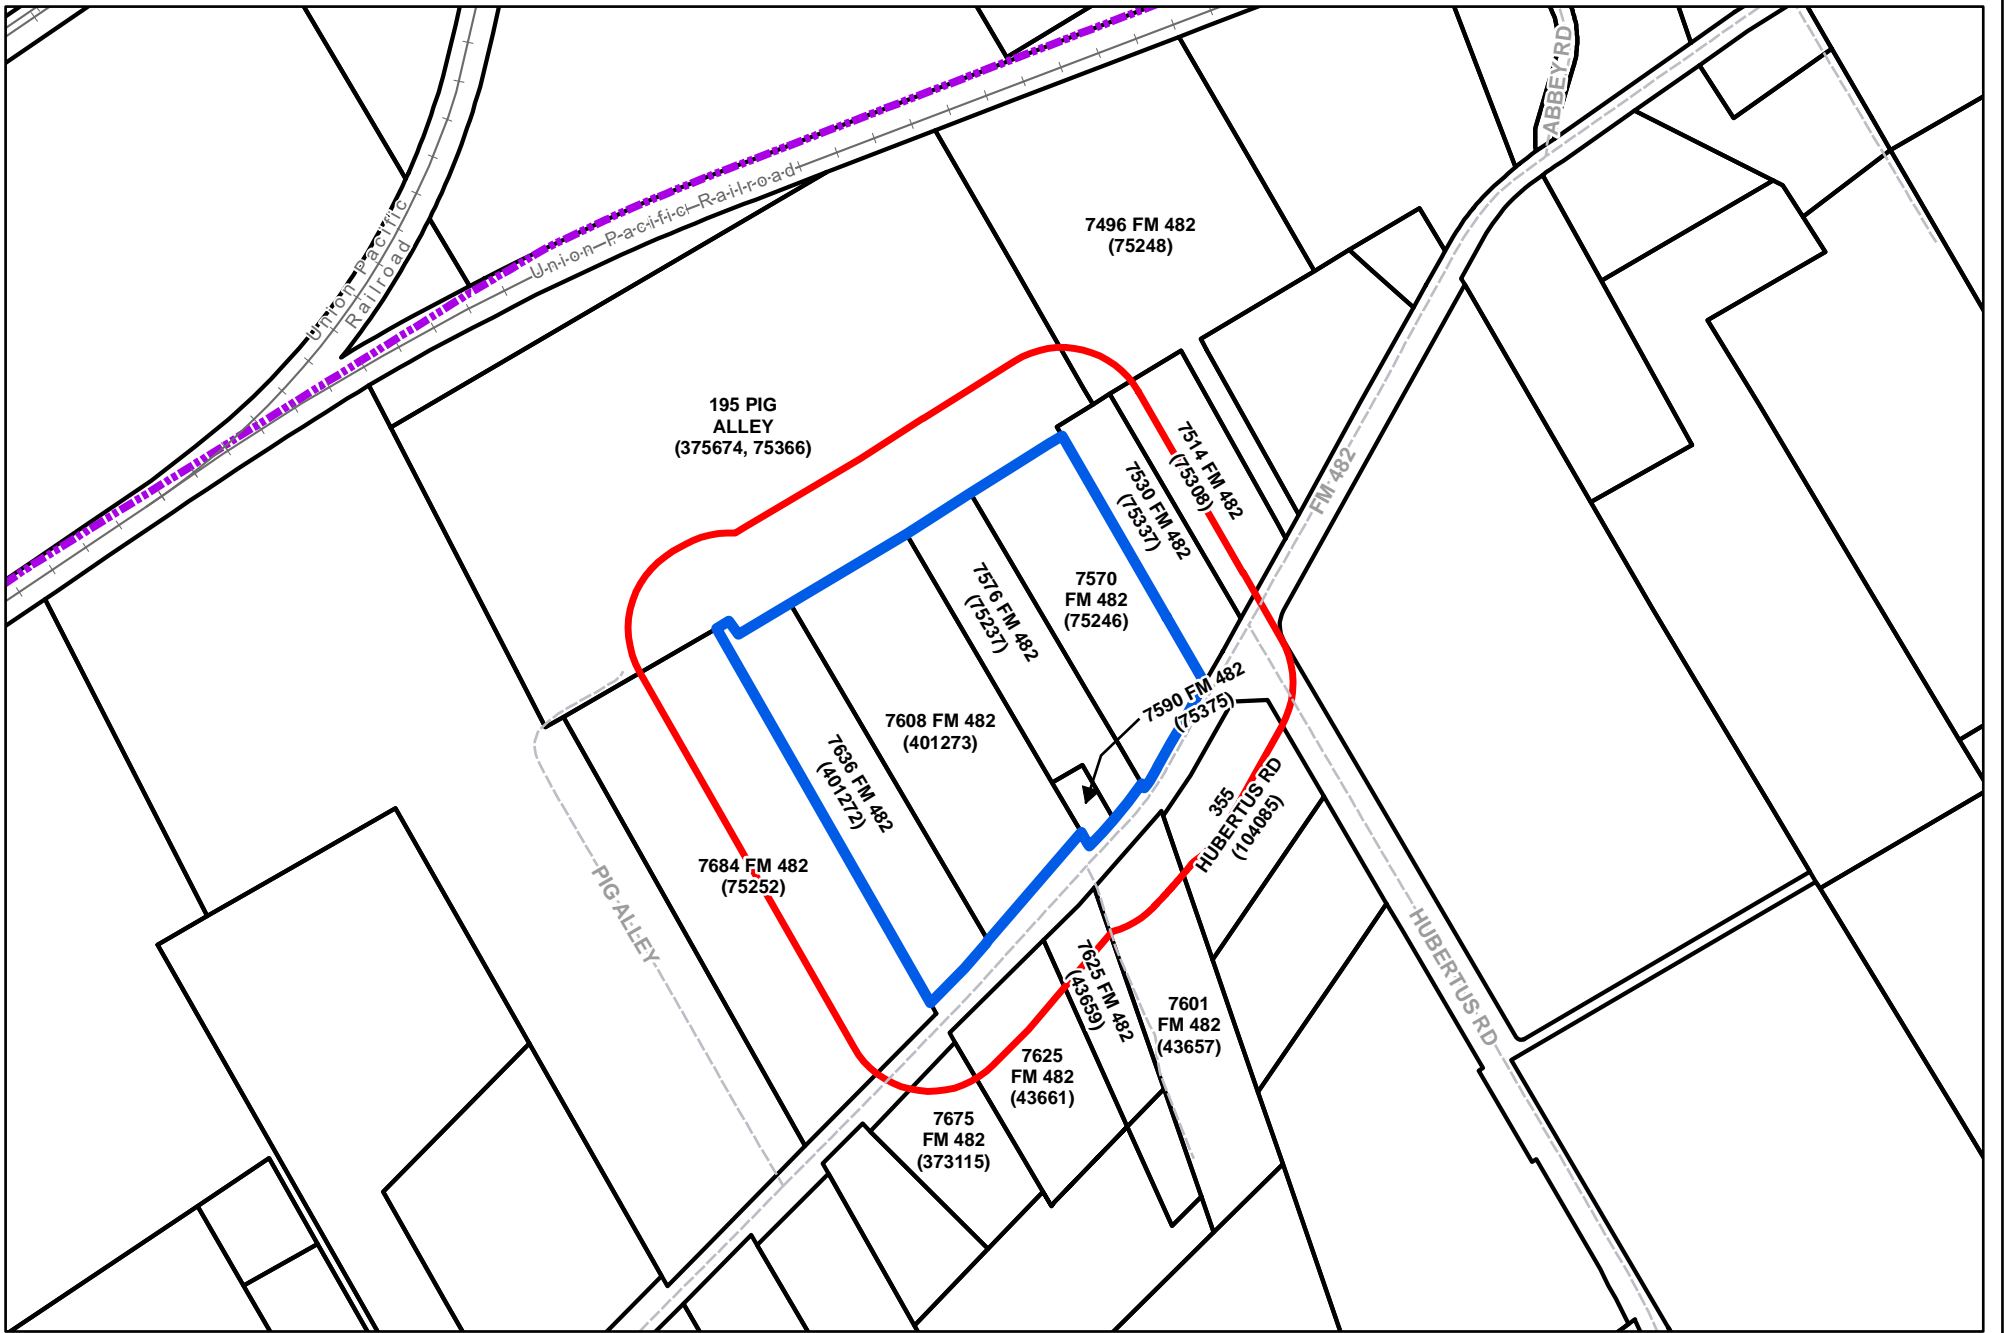 ABBEY RD
Union Pacific Railroad
Union Pacific
Railroad
7496 FM 482
(75248)
195 PIG
ALLEY
(375674, 75366)
7514 FM 482
(75308)
7530 FM 482
(75337)
FM 482
7576 FM 482
(75237)
7570
FM 482
(75246)
7590 FM 482
(75375)
7608 FM 482
(401273)
7636 FM 482
(401272)
355
HUBERTUS RD
(104085)
7684 FM 482
(75252)
PIG ALLEY
HUBERTUS RD
7625 FM 482
(43659)
7601
FM 482
(43657)
7625
FM 482
(43661)
7675
FM 482
(373115)